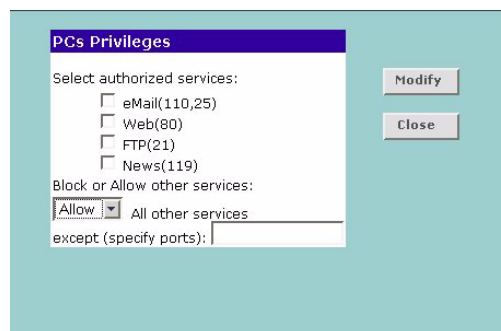 PCs Privileges
Select authorized services:
eMail(110,25)
Web(80)
FTP(21)
News(119)
Block or Allow other services:
Allow All other services
except (specify ports):
Modify
Close